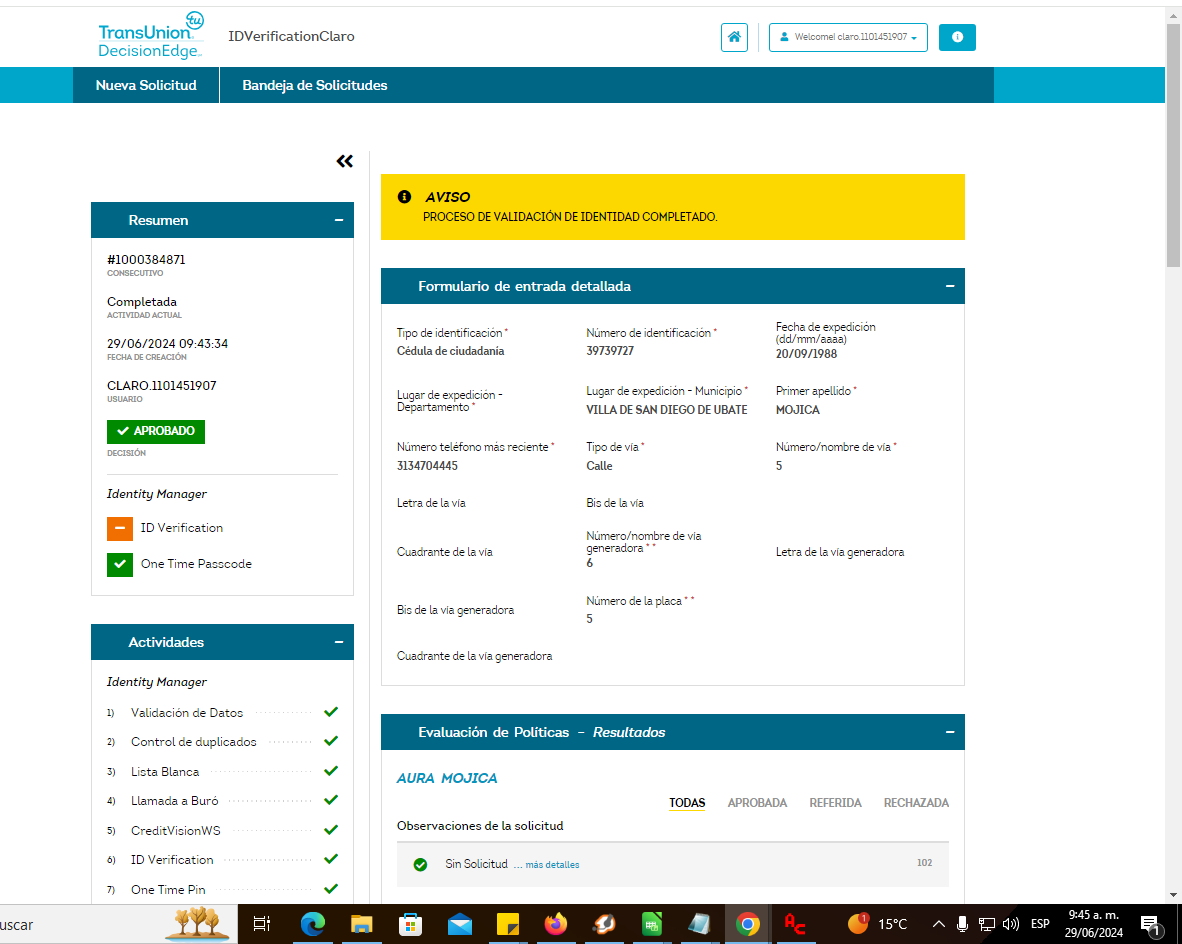 TransUnion
tu
DecisionEdge
IDVerificationClaro
Welcome! claro.1101451907
Nueva Solicitud
Bandeja de Solicitudes
Resumen
#1000384871
CONSECUTIVO
Completada
ACTIVIDAD ACTUAL
29/06/2024 09:43:34
FECHA DE CREACIÓN
CLARO.1101451907
USUARIO
APROBADO
DECISIÓN
Identity Manager
ID Verification
One Time Passcode
Actividades
Identity Manager
1) Validación de Datos
2) Control de duplicados
3) Lista Blanca
4) Llamada a Buró
5) CreditVisionWS
6) ID Verification
7) One Time Pin
AVISO
PROCESO DE VALIDACIÓN DE IDENTIDAD COMPLETADO.
Formulario de entrada detallada
Tipo de identificación *
Cédula de ciudadanía
Número de identificación *
39739727
Fecha de expedición
(dd/mm/aaaa)
20/09/1988
Lugar de expedición -
Departamento *
Lugar de expedición - Municipio *
VILLA DE SAN DIEGO DE UBATE
Primer apellido *
MOJICA
Número teléfono más reciente *
3134704445
Tipo de vía *
Calle
Número/nombre de vía *
5
Letra de la vía
Bis de la vía
Cuadrante de la vía
Número/nombre de vía
generadora * *
6
Letra de la vía generadora
Bis de la vía generadora
Número de la placa * *
5
Cuadrante de la vía generadora
Evaluación de Políticas - Resultados
AURA MOJICA
TODAS APROBADA REFERIDA RECHAZADA
Observaciones de la solicitud
Sin Solicitud ... más detalles 102
uscar
1
15°C
ESP
9:45 a. m.
29/06/2024
1